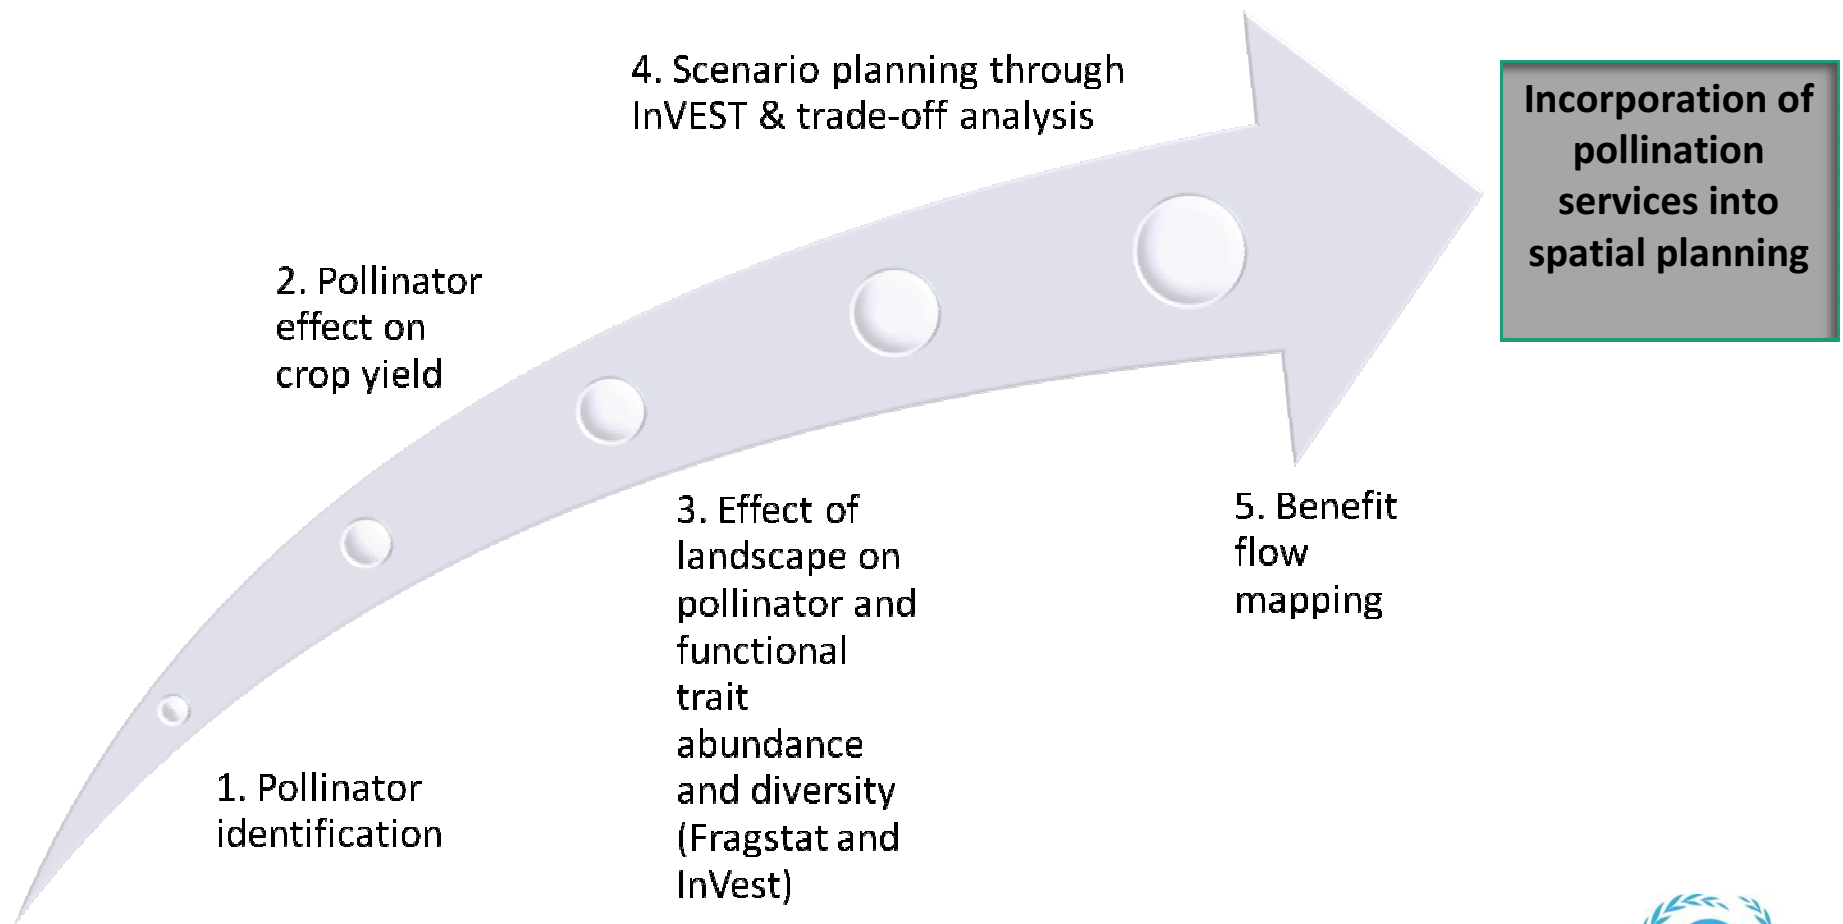 1. Pollinator
identification
2. Pollinator
effect on
crop yield
3. Effect of
landscape on
pollinator and
functional
trait
abundance
and diversity
(Fragstat and
InVest)
4. Scenario planning through
InVEST & trade-off analysis
5. Benefit
flow
mapping
Incorporation of
pollination
services into
spatial planning